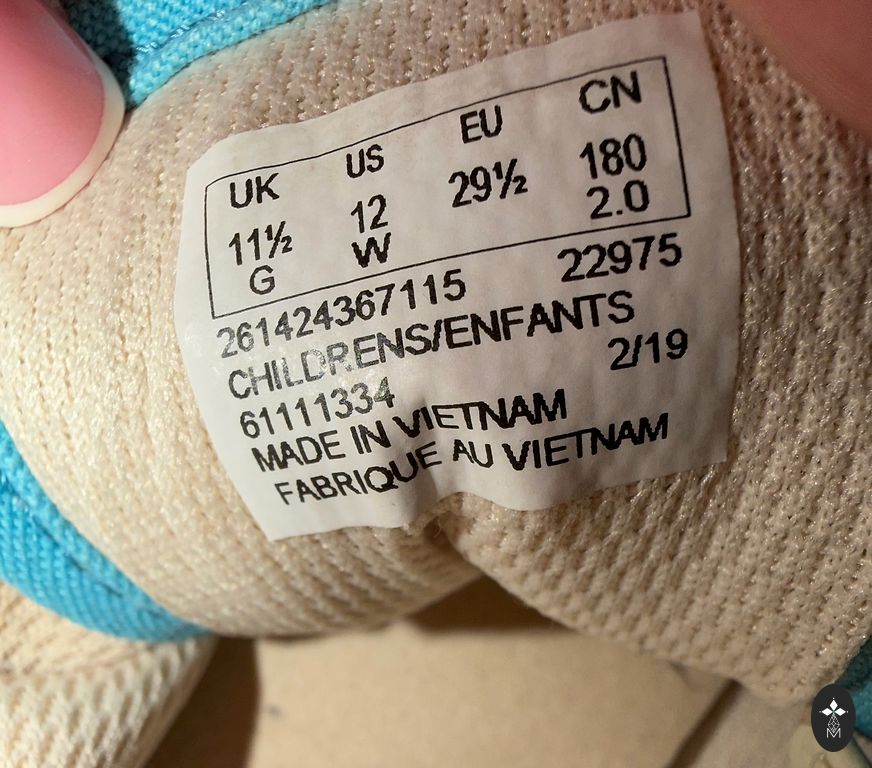 UK US EU CN
11½ 12 29½ 180
G W 2.0
261424367115 22975
CHILDRENS/ENFANTS
61111334 2/19
MADE IN VIETNAM
FABRIQUE AU VIETNAM
M